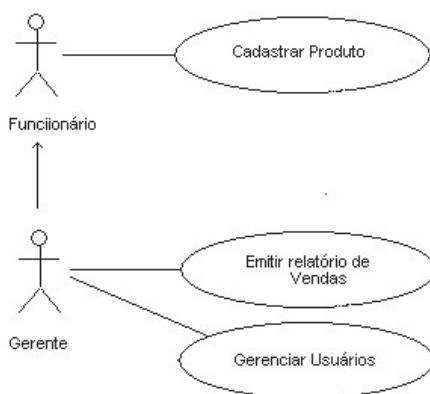 Cadastrar Produto
Funciionário
Emitir relatório de
Vendas
Gerente
Gerenciar Usuários